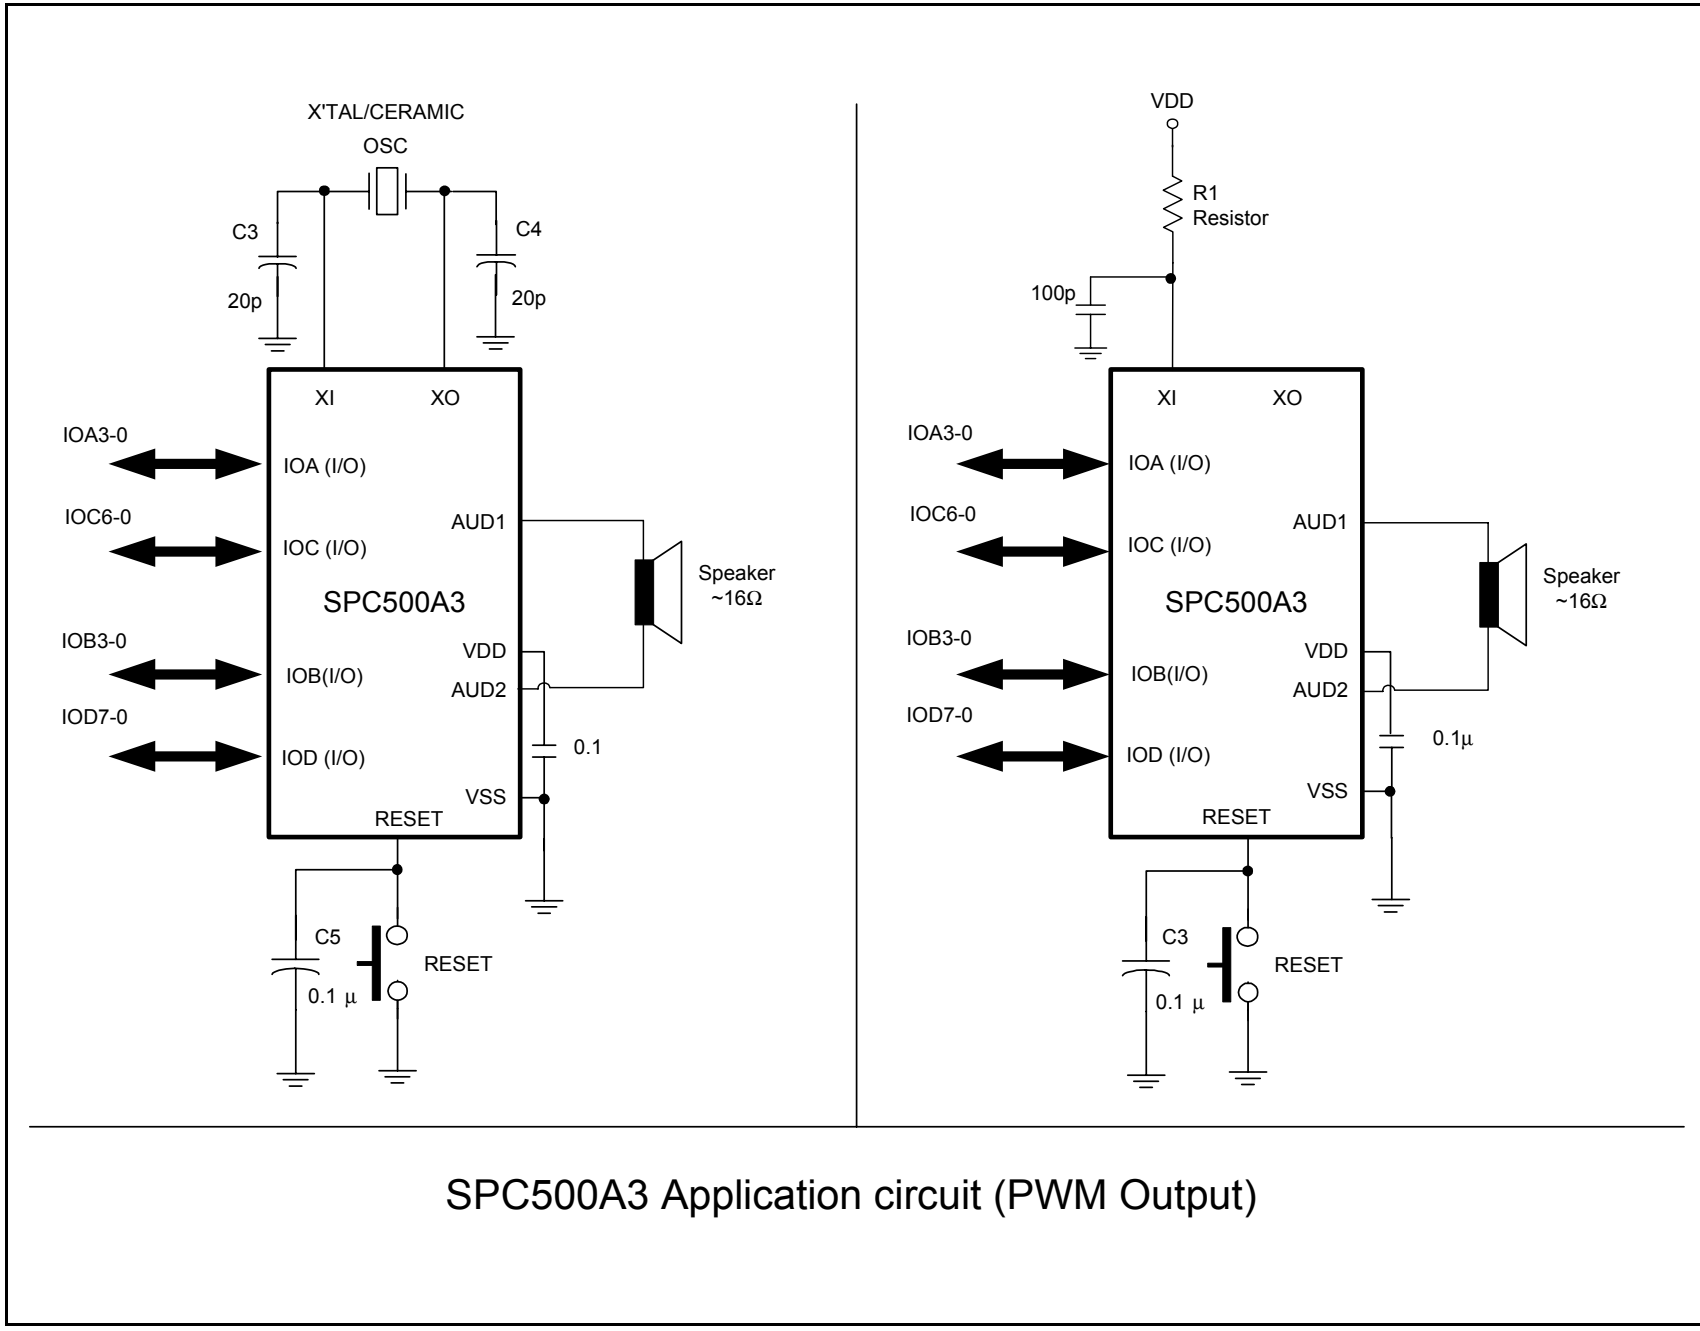 X'TAL/CERAMIC
OSC
C3
C4
20p
20p
XI
XO
IOA3-0
IOA (I/O)
IOC6-0
IOC (I/O)
AUD1
Speaker
~16Ω
SPC500A3
IOB3-0
IOB(I/O)
VDD
AUD2
IOD7-0
IOD (I/O)
0.1
VSS
RESET
C5
0.1 μ
RESET
VDD
R1
Resistor
100p
XI
XO
IOA3-0
IOA (I/O)
IOC6-0
IOC (I/O)
AUD1
Speaker
~16Ω
SPC500A3
IOB3-0
IOB(I/O)
VDD
AUD2
IOD7-0
IOD (I/O)
0.1μ
VSS
RESET
C3
0.1 μ
RESET
SPC500A3 Application circuit (PWM Output)